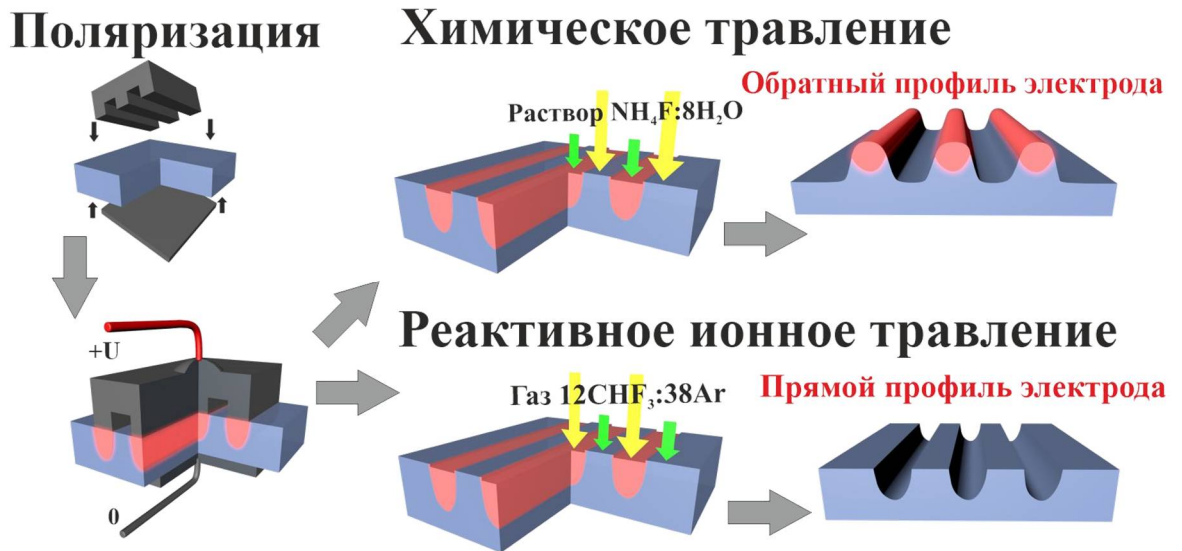 Поляризация
+U
0
Химическое травление
Раствор NH₄F:8H₂O
Обратный профиль электрода
Реактивное ионное травление
Газ 12CHF₃:38Ar
Прямой профиль электрода